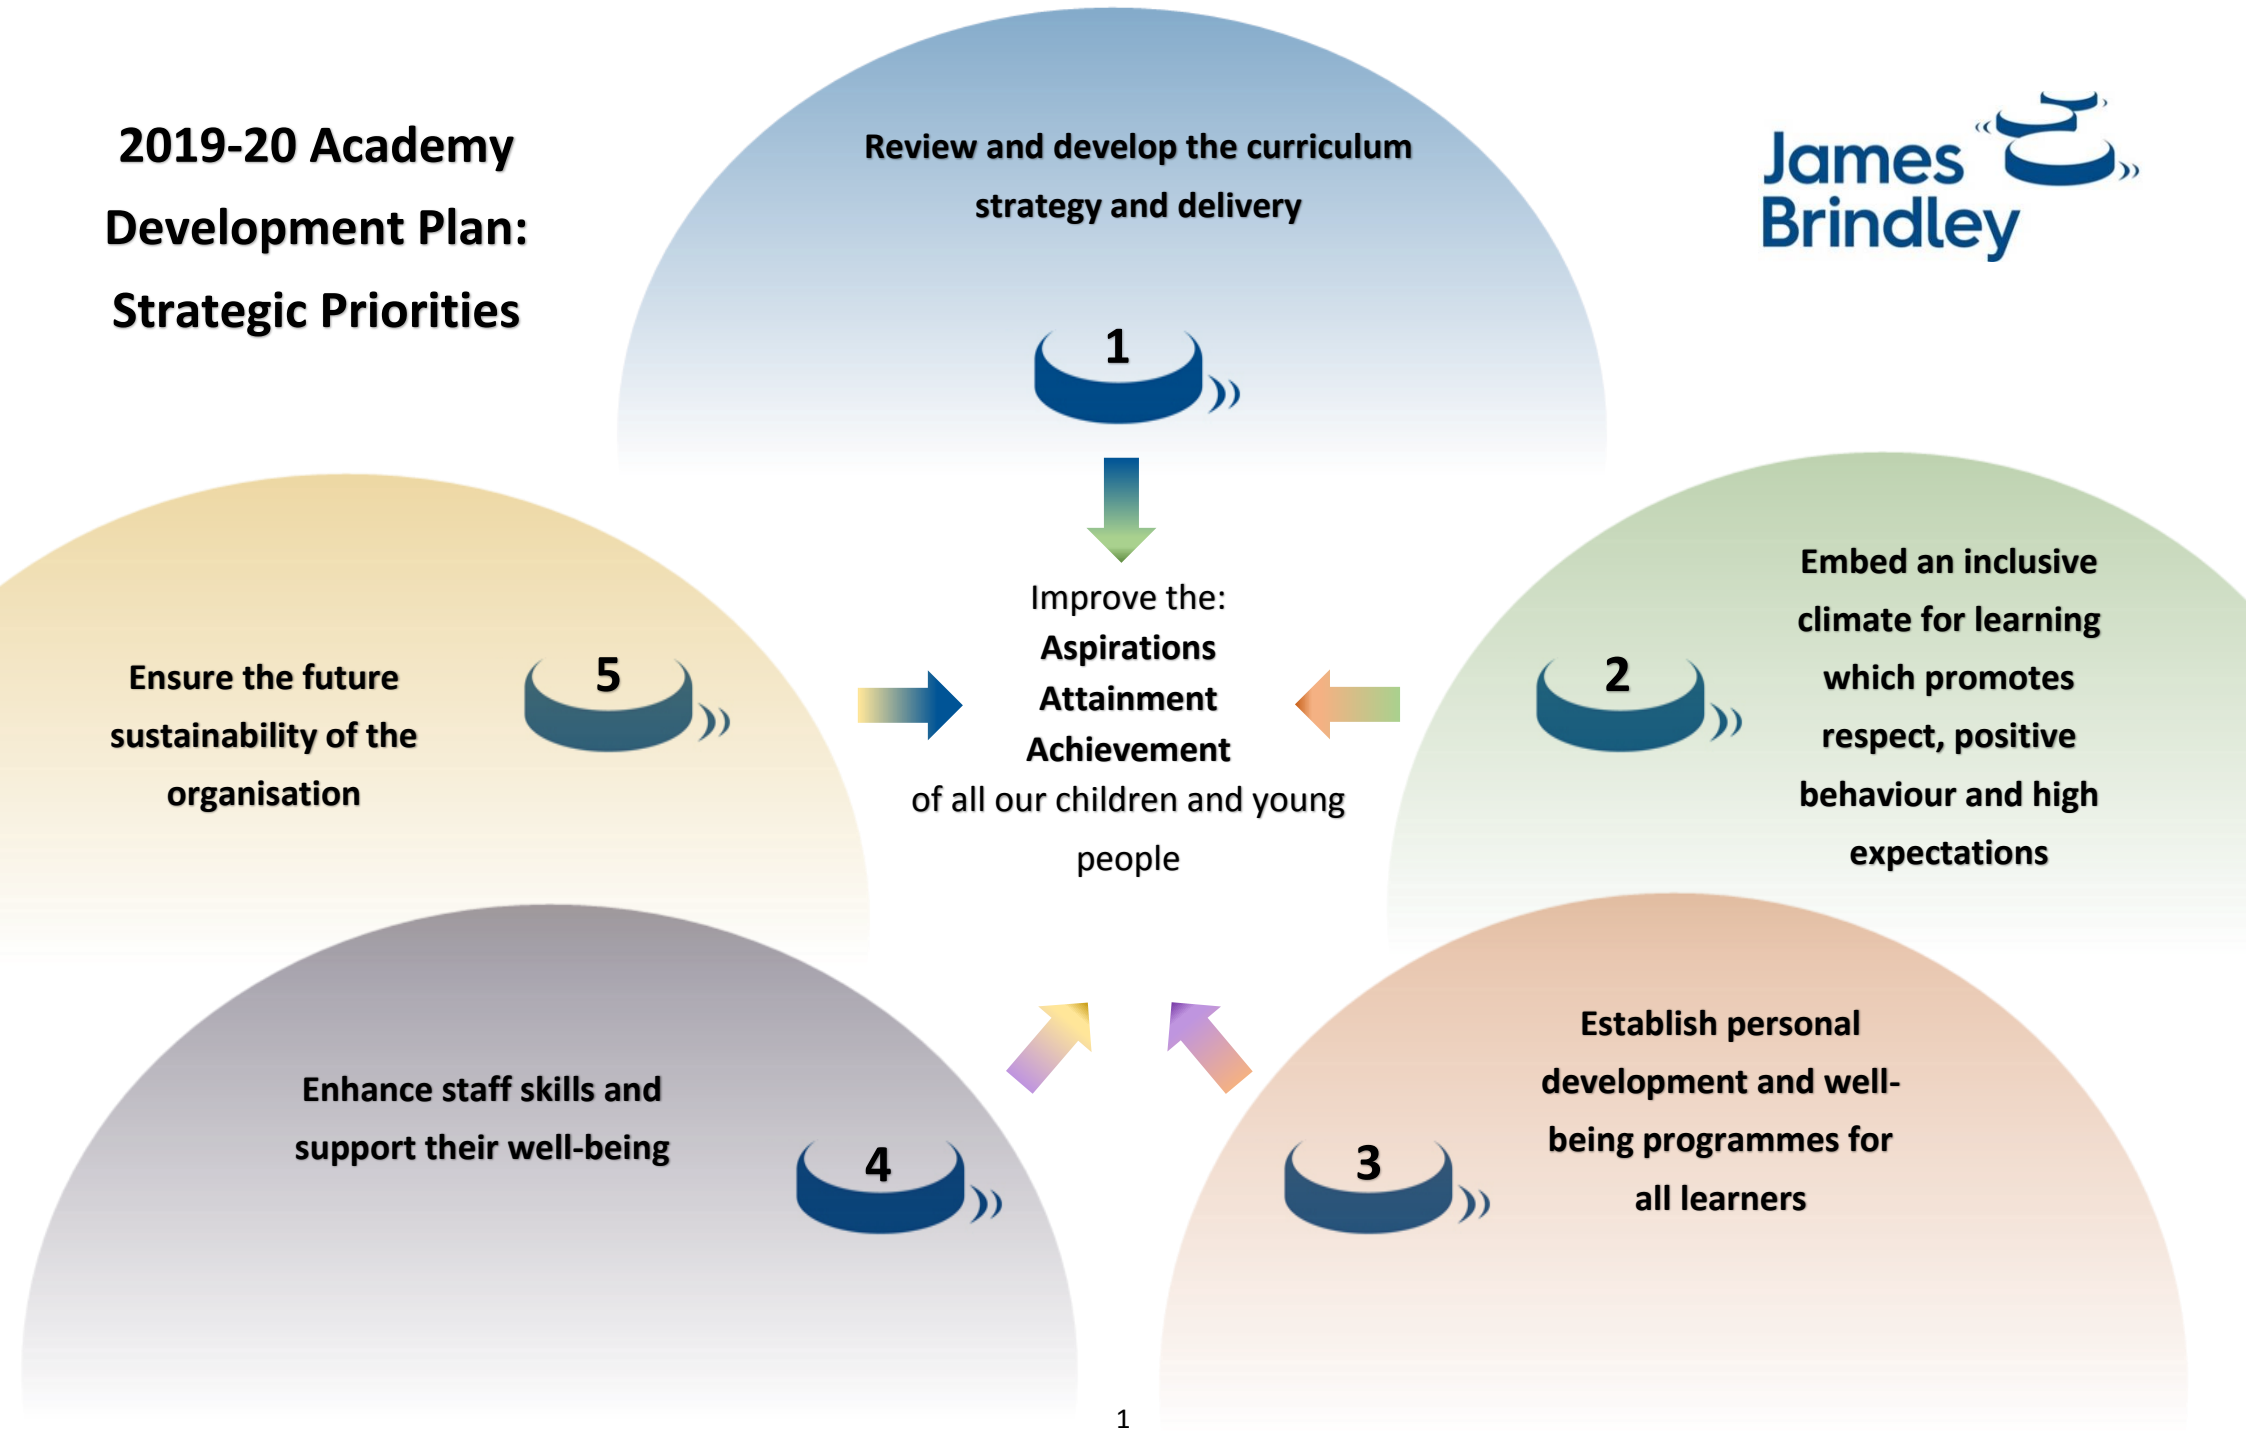 2019-20 Academy
Development Plan:
Strategic Priorities
Review and develop the curriculum
strategy and delivery
1
James
Brindley
Improve the:
Aspirations
Attainment
Achievement
of all our children and young
people
2
Embed an inclusive
climate for learning
which promotes
respect, positive
behaviour and high
expectations
3
Establish personal
development and well-
being programmes for
all learners
4
Enhance staff skills and
support their well-being
5
Ensure the future
sustainability of the
organisation
1